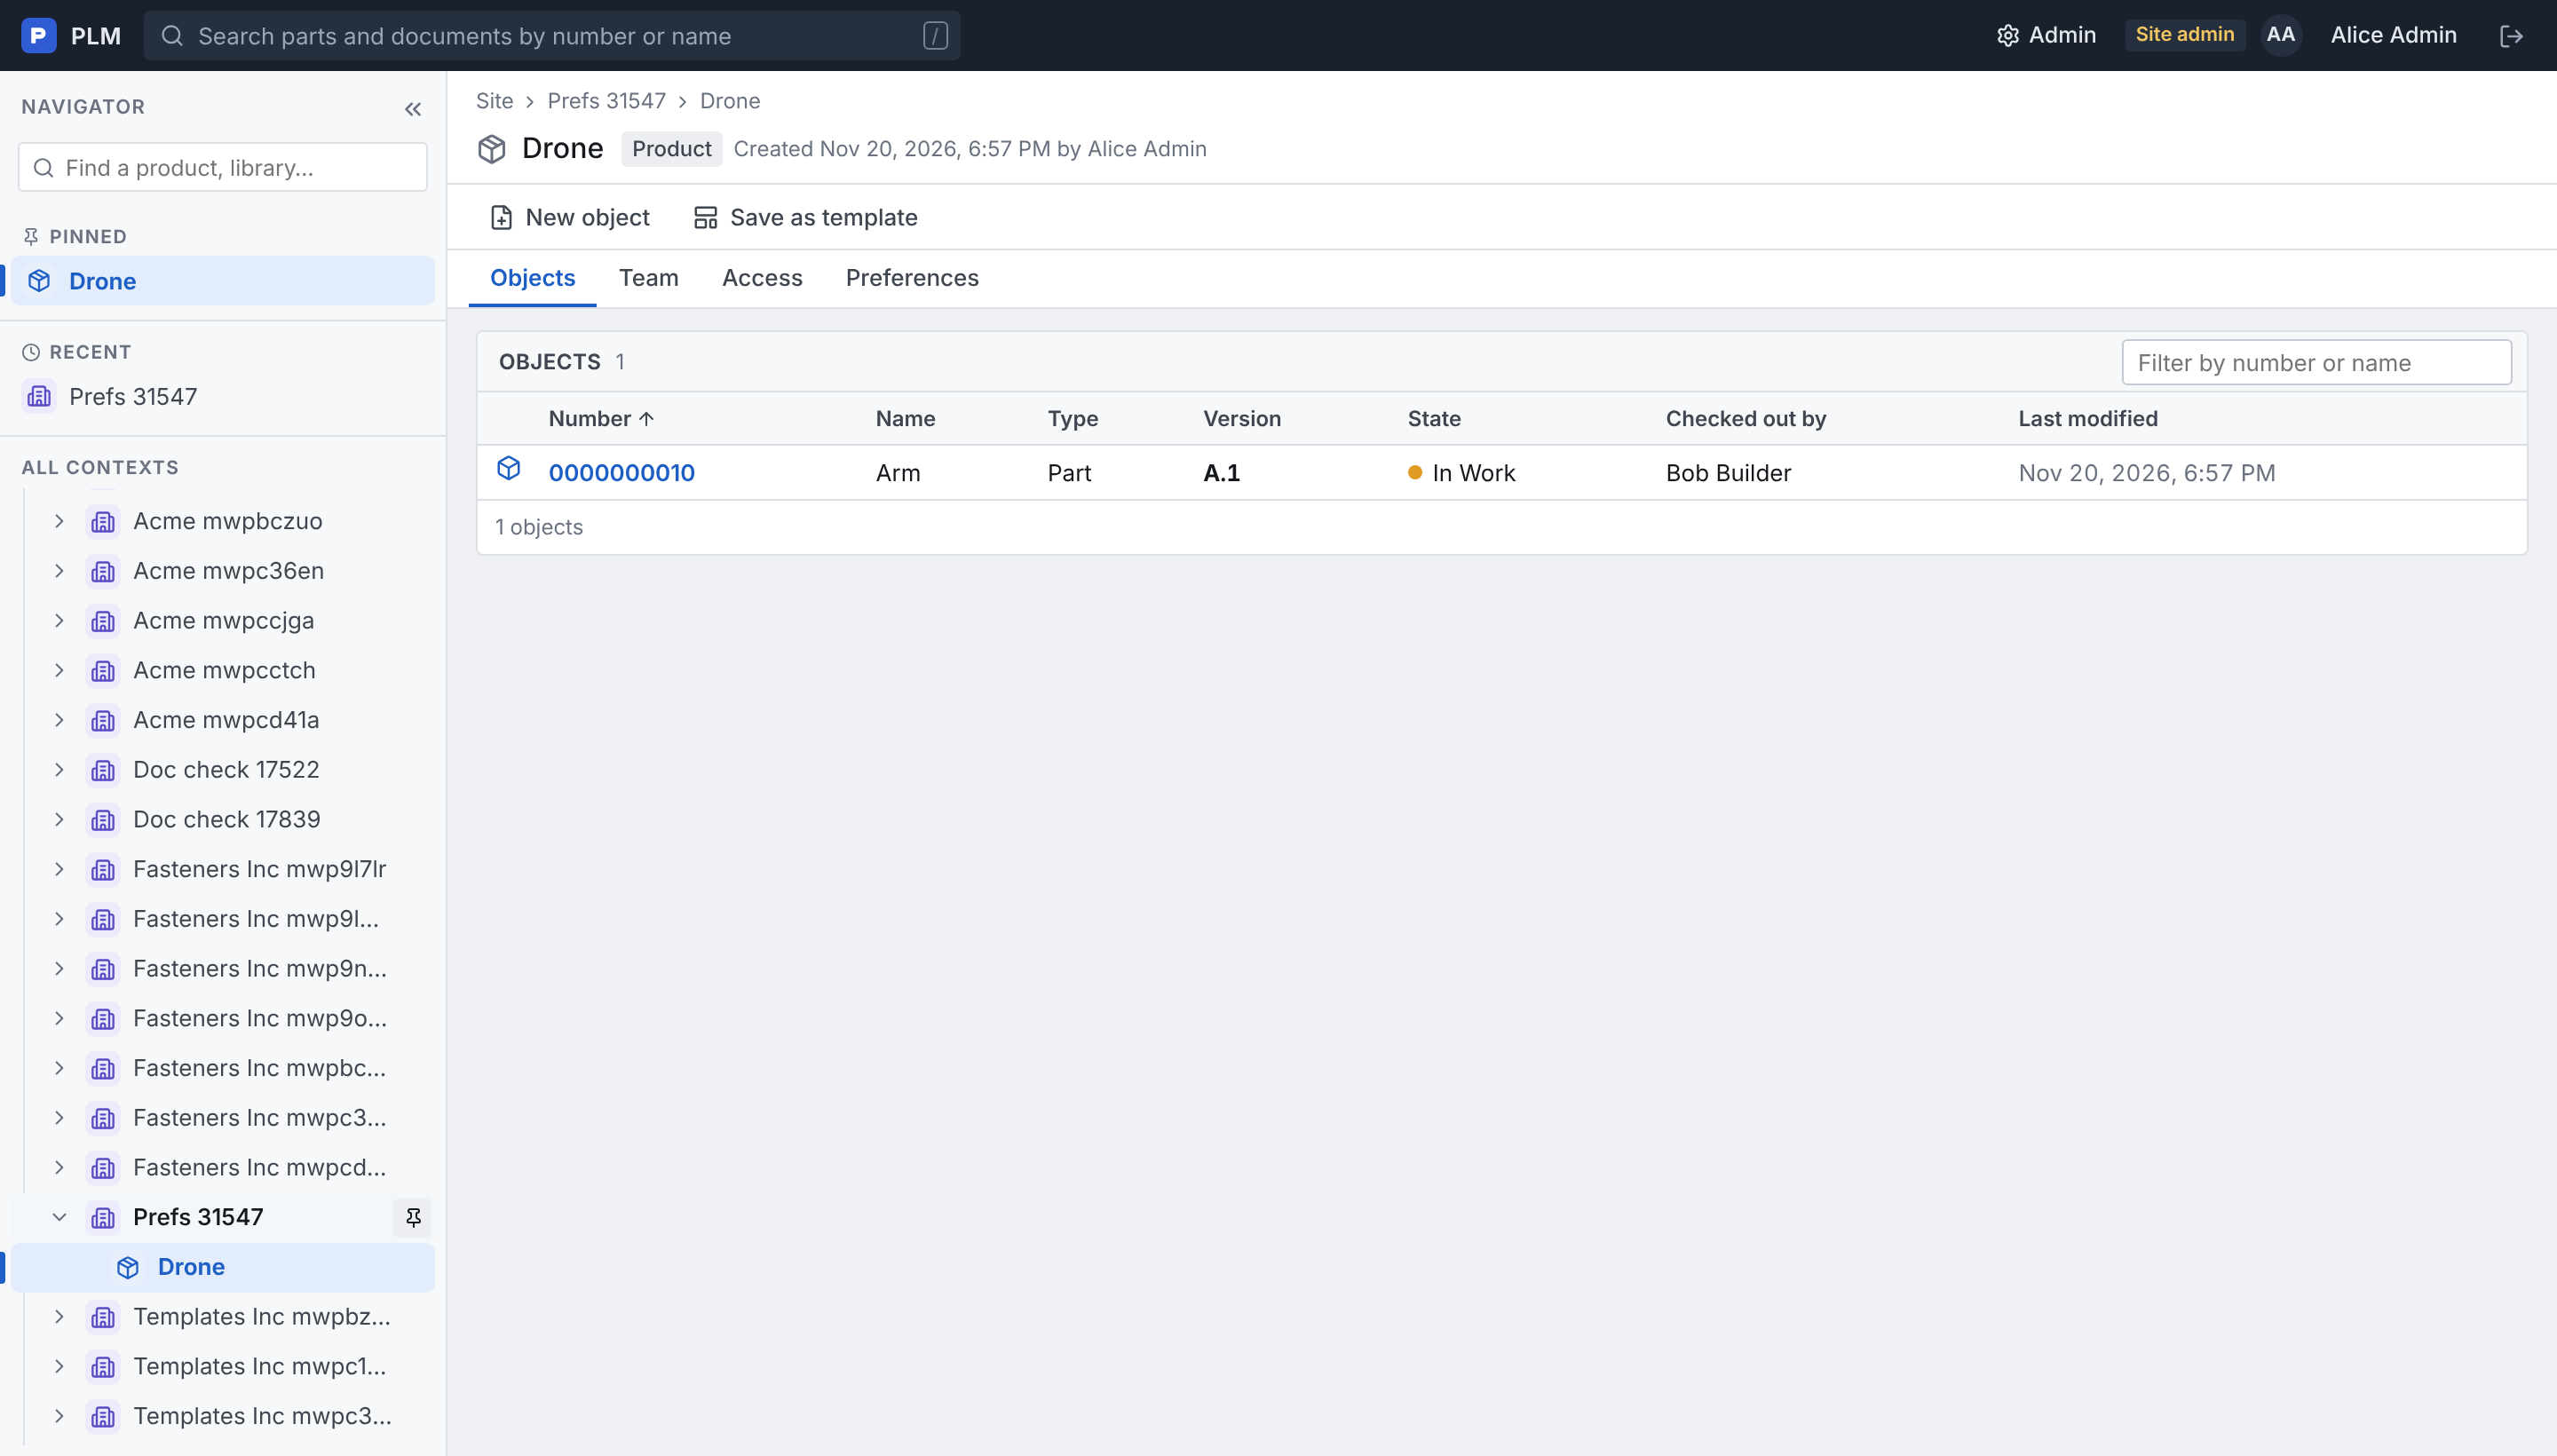 P PLM Search parts and documents by number or name / Admin Site admin AA Alice Admin
NAVIGATOR
Find a product, library...
PINNED
Drone
RECENT
Prefs 31547
ALL CONTEXTS
Acme mwpbczuo
Acme mwpc36en
Acme mwpccjga
Acme mwpcctch
Acme mwpcd41a
Doc check 17522
Doc check 17839
Fasteners Inc mwp9l7lr
Fasteners Inc mwp9l...
Fasteners Inc mwp9n...
Fasteners Inc mwp9o...
Fasteners Inc mwpbc...
Fasteners Inc mwpc3...
Fasteners Inc mwpcd...
Prefs 31547
Drone
Templates Inc mwpbz...
Templates Inc mwpc1...
Templates Inc mwpc3...
Site > Prefs 31547 > Drone
Drone Product Created Nov 20, 2026, 6:57 PM by Alice Admin
New object Save as template
Objects Team Access Preferences
OBJECTS 1 Filter by number or name
Number ↑ Name Type Version State Checked out by Last modified
0000000010 Arm Part A.1 In Work Bob Builder Nov 20, 2026, 6:57 PM
1 objects